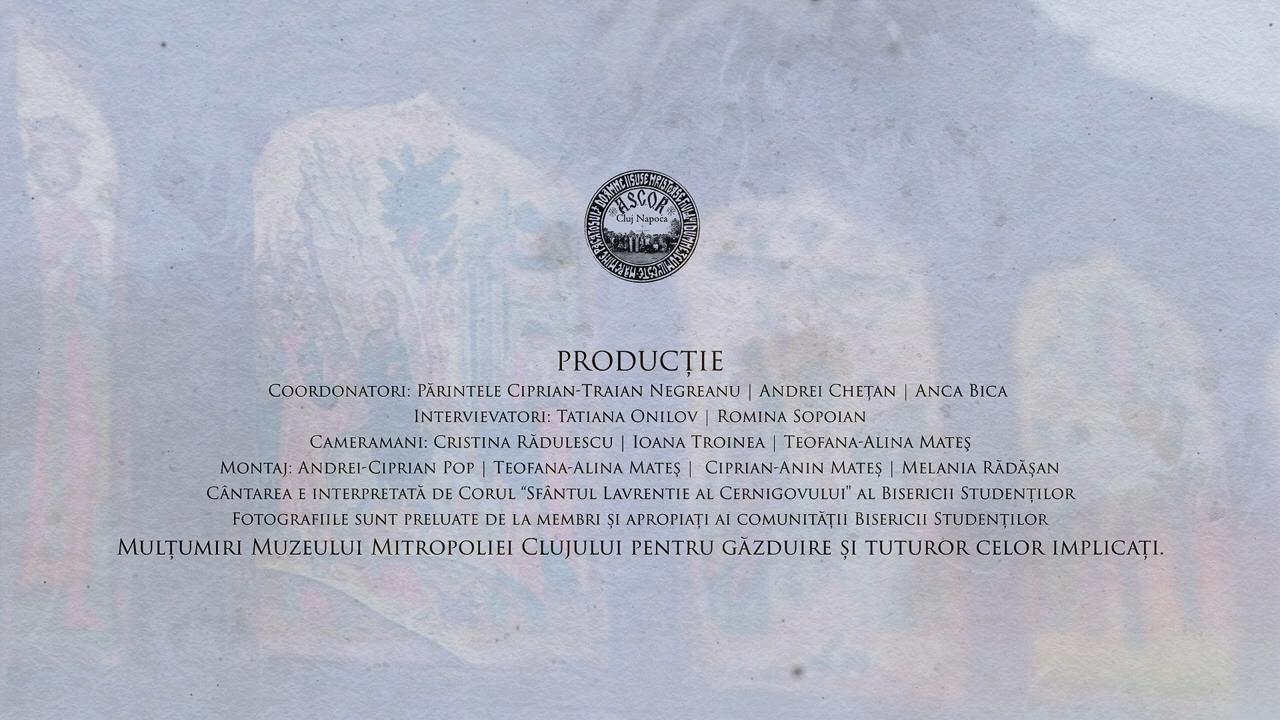 ASCOR
Cluj Napoca
PRODUCȚIE
COORDONATORI: PĂRINTELE CIPRIAN-TRAIAN NEGREANU | ANDREI CHEȚAN | ANCA BICA
INTERVIEVATORI: TATIANA ONILOV | ROMINA SOPOIAN
CAMERAMANI: CRISTINA RĂDULESCU | IOANA TROINEA | TEOFANA-ALINA MATEȘ
MONTAJ: ANDREI-CIPRIAN POP | TEOFANA-ALINA MATEȘ | CIPRIAN-ANIN MATEȘ | MELANIA RĂDĂȘAN
CÂNTAREA E INTERPRETATĂ DE CORUL “SFÂNTUL LAVRENTIE AL CERNIGOVULUI" AL BISERICII STUDENȚILOR
FOTOGRAFIILE SUNT PRELUATE DE LA MEMBRI ȘI APROPIAȚI AI COMUNITĂȚII BISERICII STUDENȚILOR
MULȚUMIRI MUZEULUI MITROPOLIEI CLUJULUI PENTRU GĂZDUIRE ȘI TUTUROR CELOR IMPLICAȚI.